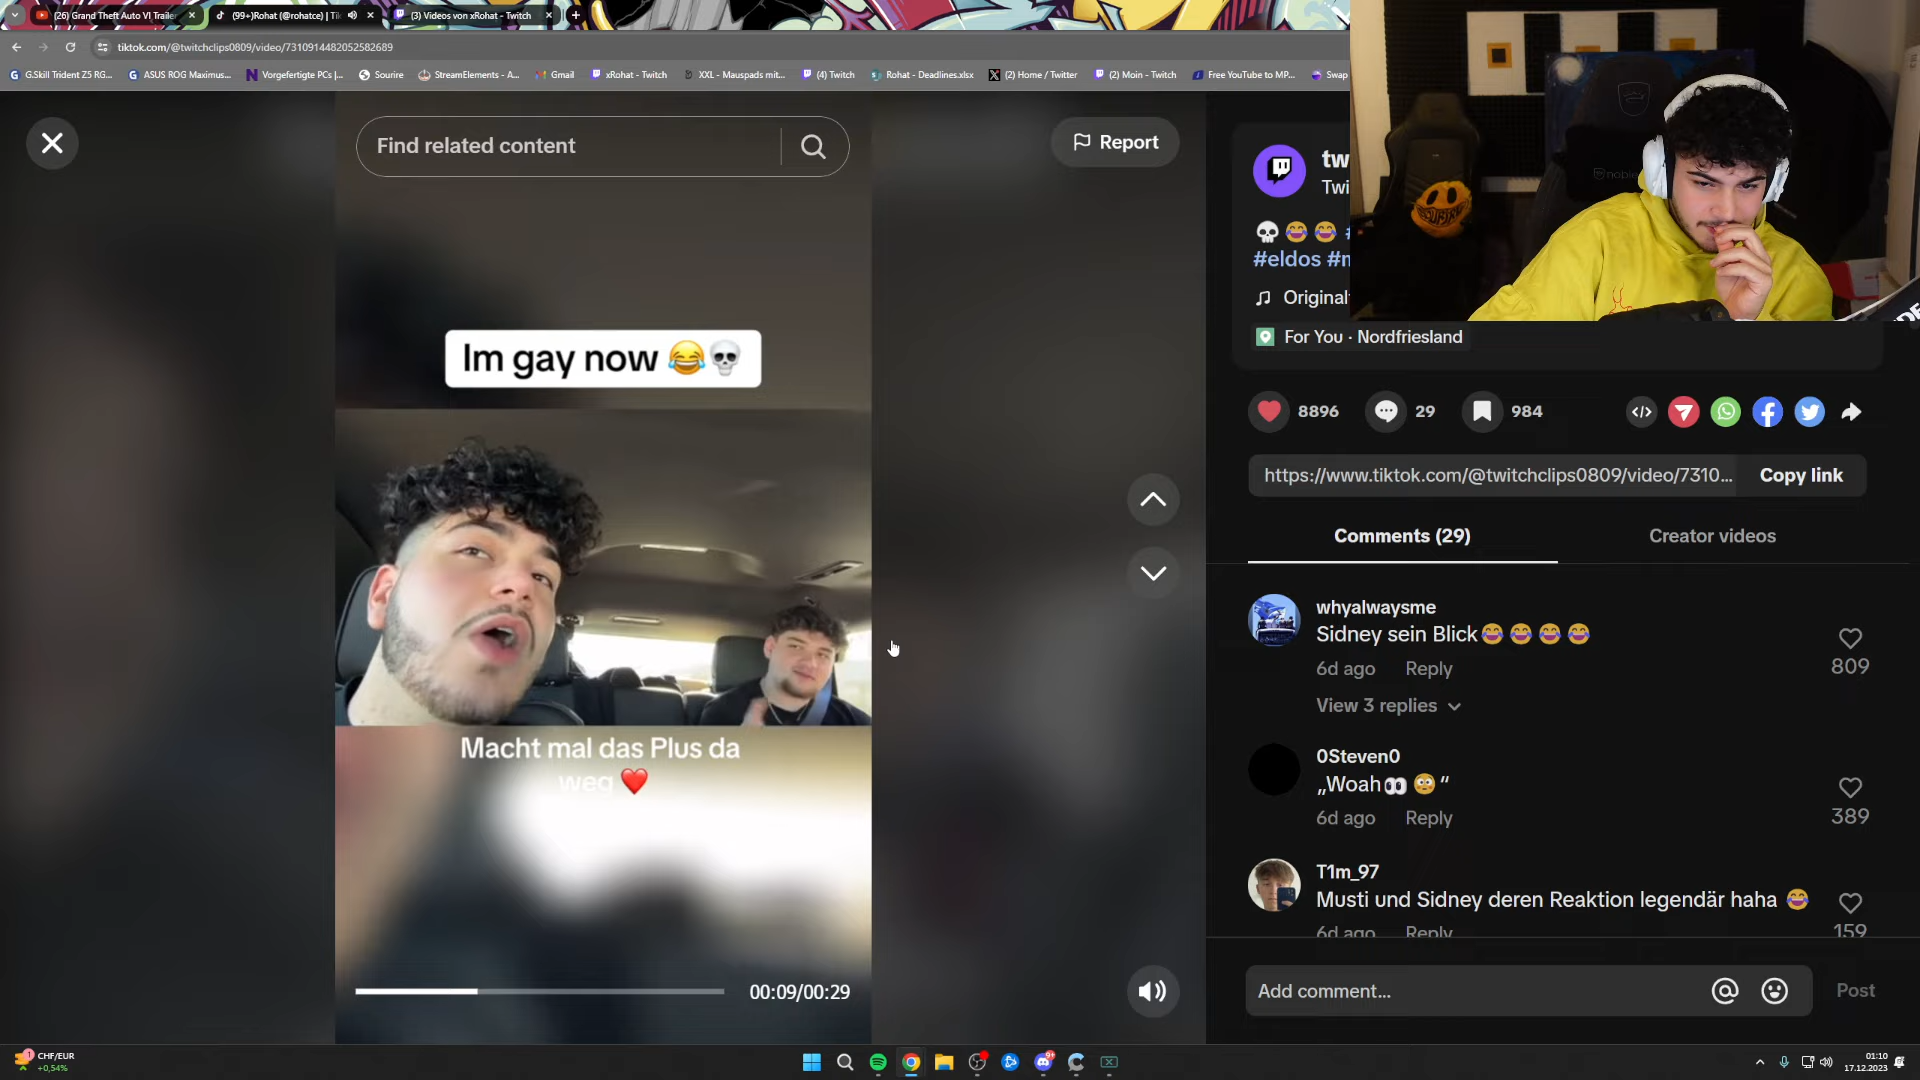 (26) Grand Theft Auto VI Trailer
(99+)Rohat (@rohatce) | Ti
(3) Videos von xRohat - Twitch
tiktok.com/@twitchclips0809/video/7310914482052582689
G.Skill Trident Z5 RG...
ASUS ROG Maximus...
Vorgefertigte PCs |...
Sourire
StreamElements - A...
Gmail
xRohat - Twitch
XXL - Mauspads mit...
(4) Twitch
Rohat - Deadlines.xlsx
(2) Home / Twitter
(2) Moin - Twitch
Free YouTube to MP...
Swap
Find related content
Report
Im gay now 😂💀
Macht mal das Plus da
weg ❤️
00:09/00:29
tw
Twi
💀😂😂 #
#eldos #m
Original
For You · Nordfriesland
8896
29
984
https://www.tiktok.com/@twitchclips0809/video/7310...
Copy link
Comments (29)
Creator videos
whyalwaysme
Sidney sein Blick😂😂😂😂
6d ago Reply
809
View 3 replies
0Steven0
„Woah👀😳“
6d ago Reply
389
T1m_97
Musti und Sidney deren Reaktion legendär haha 😂
6d ago Reply
159
Add comment...
Post
noble
CHF/EUR
+0,54%
01:10
17.12.2023